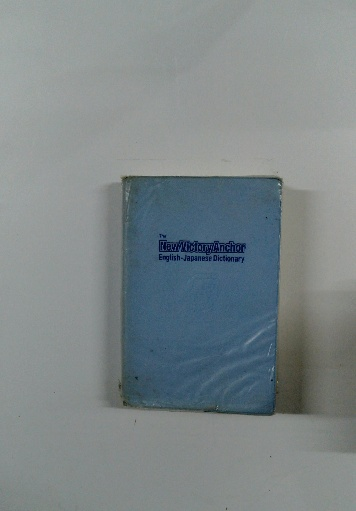 The
New Victory Anchor
English-Japanese Dictionary